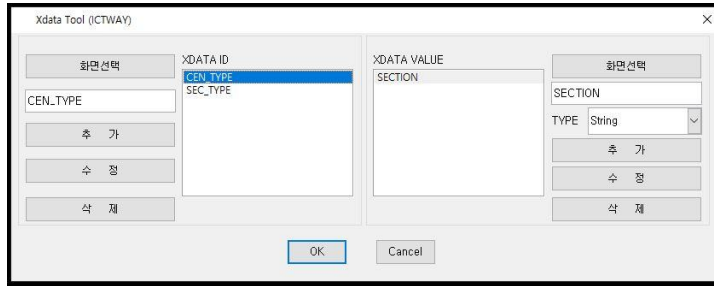 Xdata Tool (ICTWAY)
화면선택
CEN_TYPE
추 가
수 정
삭 제
XDATA ID
CEN_TYPE
SEC_TYPE
XDATA VALUE
SECTION
화면선택
SECTION
TYPE String
추 가
수 정
삭 제
OK
Cancel